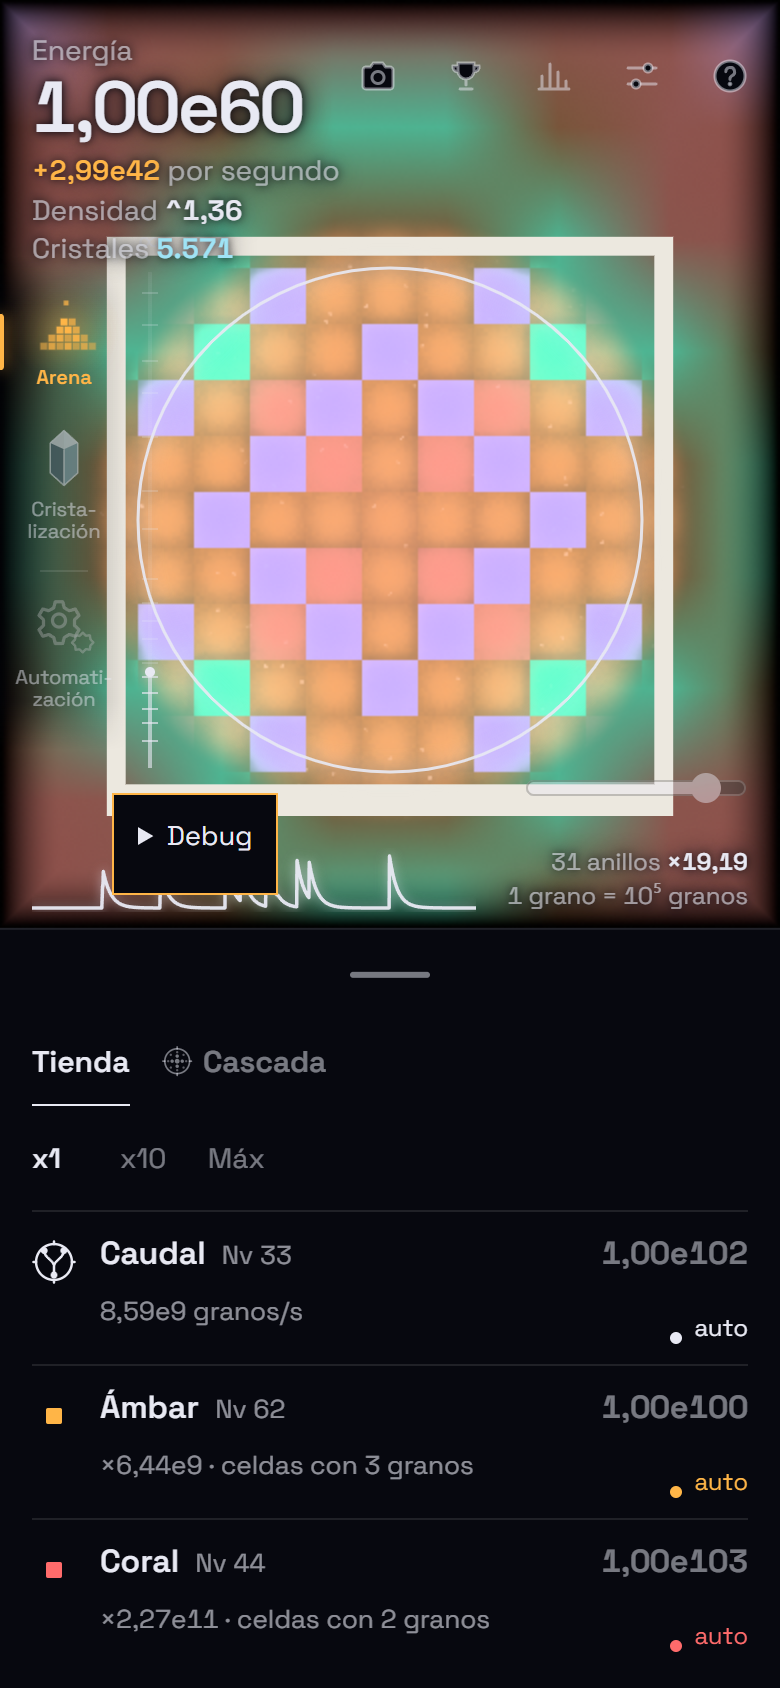 Energía
1,00e60
+2,99e42 por segundo
Densidad ^1,36
Cristales 5.571
Arena
Crista-
lización
Automati-
zación
Debug
31 anillos ×19,19
1 grano = 10⁵ granos
Tienda
Cascada
x1 x10 Máx
Caudal Nv 33 1,00e102
8,59e9 granos/s
auto
Ámbar Nv 62 1,00e100
×6,44e9 · celdas con 3 granos
auto
Coral Nv 44 1,00e103
×2,27e11 · celdas con 2 granos
auto